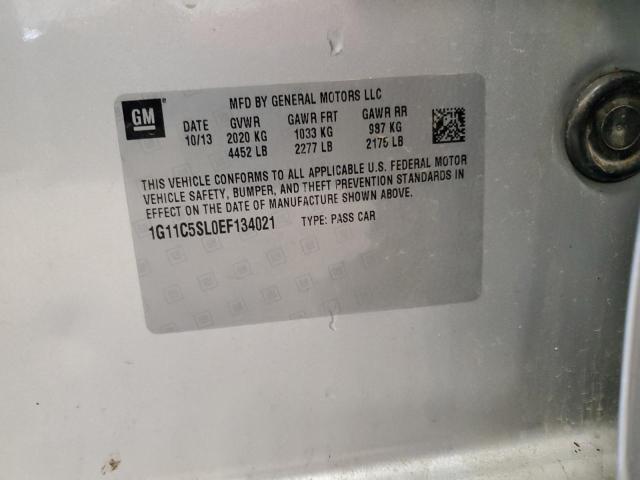 MFD BY GENERAL MOTORS LLC
GM
DATE GVWR GAWR FRT GAWR RR
10/13 2020 KG 1033 KG 987 KG
4452 LB 2277 LB 2175 LB
THIS VEHICLE CONFORMS TO ALL APPLICABLE U.S. FEDERAL MOTOR
VEHICLE SAFETY, BUMPER, AND THEFT PREVENTION STANDARDS IN
EFFECT ON THE DATE OF MANUFACTURE SHOWN ABOVE.
1G11C5SL0EF134021 TYPE: PASS CAR